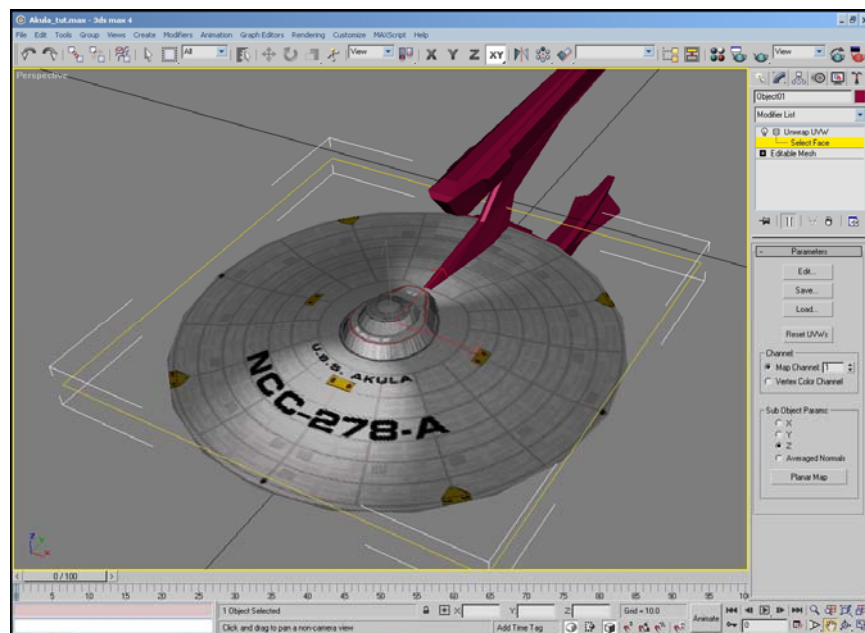 Akula_tut.max - 3ds max 4
File Edit Tools Group Views Create Modifiers Animation Graph Editors Rendering Customize MAXScript Help
All View X Y Z XY View
Perspective
Object01
Modifier List
Unwrap UVW
Select Face
Editable Mesh
- Parameters
Edit...
Save...
Load...
Reset UVWs
Channel:
Map Channel: 1
Vertex Color Channel
Sub Object Params:
X
Y
Z
Averaged Normals
Planar Map
U.S.S. AKULA
NCC-278-A
Z Y X
< 0 / 100 >
0 5 10 15 20 25 30 35 40 45 50 55 60 65 70 75 80 85 90 95 100
1 Object Selected X: Y: Z: Grid = 10.0
Click and drag to pan a non-camera view Add Time Tag Animate 0